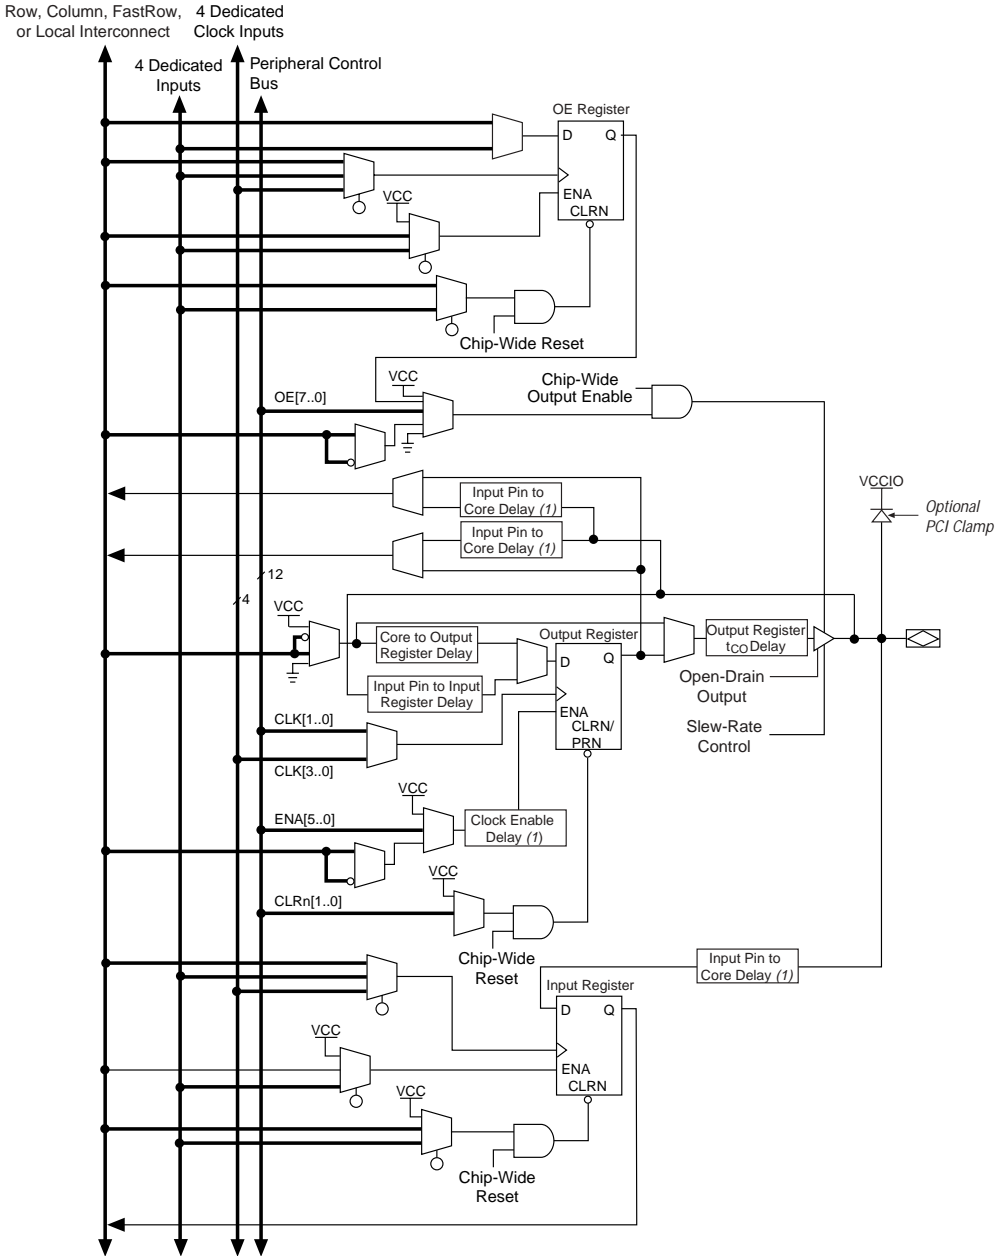 Row, Column, FastRow,
or Local Interconnect
4 Dedicated
Clock Inputs
4 Dedicated
Inputs
Peripheral Control
Bus
OE Register
D
Q
ENA
CLRN
VCC
Chip-Wide Reset
VCC
OE[7..0]
Chip-Wide
Output Enable
Input Pin to
Core Delay (1)
Input Pin to
Core Delay (1)
VCCIO
Optional
PCI Clamp
12
4
VCC
Core to Output
Register Delay
Input Pin to Input
Register Delay
Output Register
D
Q
ENA
CLRN/
PRN
Output Register
tCO Delay
Open-Drain
Output
Slew-Rate
Control
CLK[1..0]
CLK[3..0]
VCC
ENA[5..0]
Clock Enable
Delay (1)
VCC
CLRn[1..0]
Chip-Wide
Reset
Input Pin to
Core Delay (1)
Input Register
D
Q
ENA
CLRN
VCC
VCC
Chip-Wide
Reset